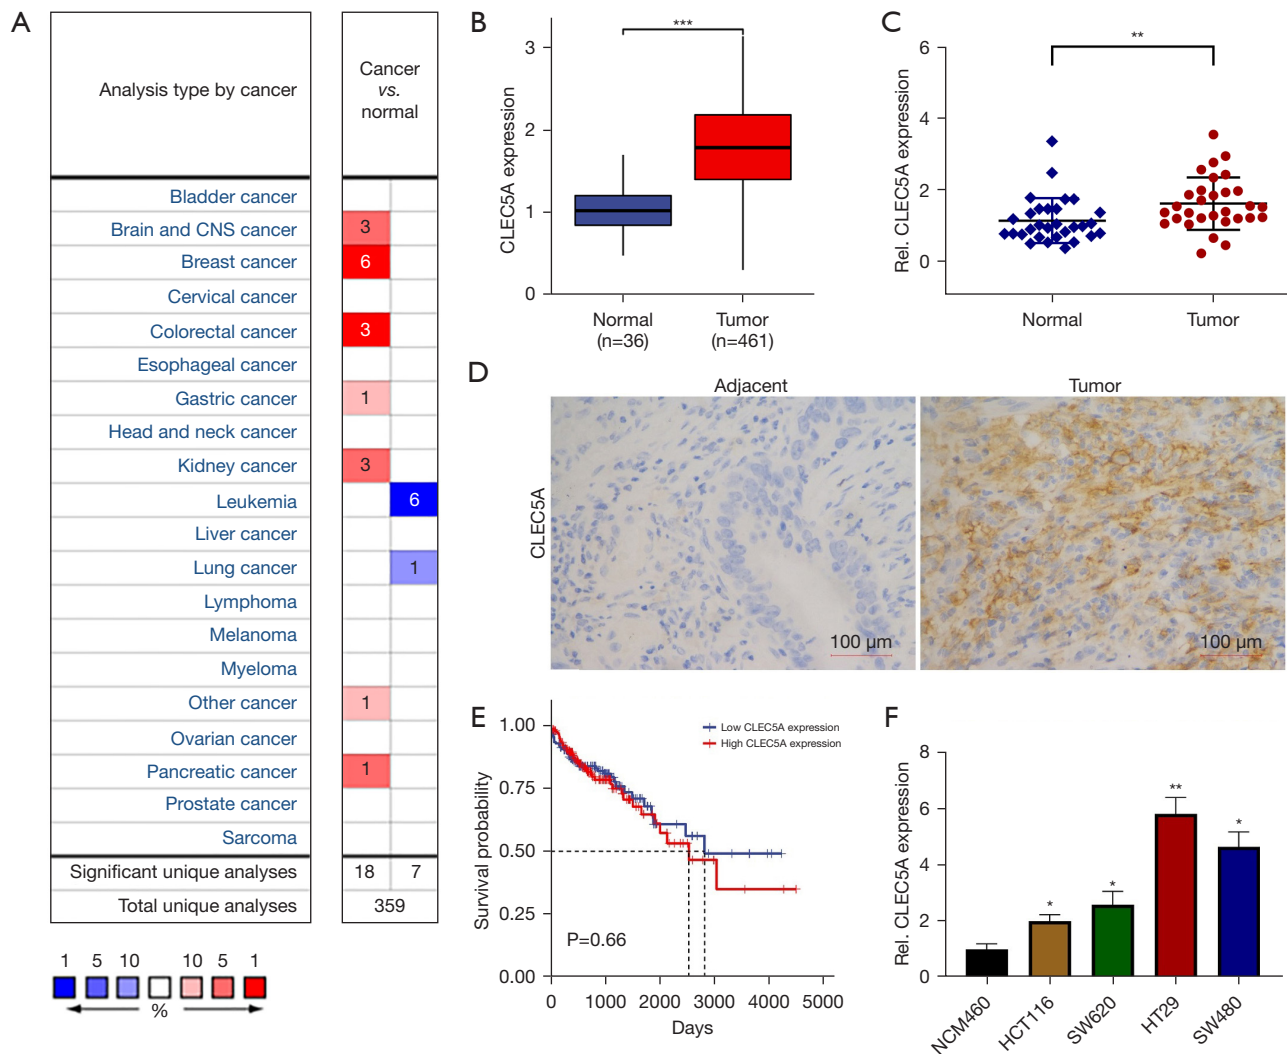 A
Analysis type by cancer
Cancer
vs.
normal
Bladder cancer
Brain and CNS cancer 3
Breast cancer 6
Cervical cancer
Colorectal cancer 3
Esophageal cancer
Gastric cancer 1
Head and neck cancer
Kidney cancer 3
Leukemia 6
Liver cancer
Lung cancer 1
Lymphoma
Melanoma
Myeloma
Other cancer 1
Ovarian cancer
Pancreatic cancer 1
Prostate cancer
Sarcoma
Significant unique analyses 18 7
Total unique analyses 359
1 5 10 10 5 1
%
B
CLEC5A expression
3
2
1
0
***
Normal
(n=36)
Tumor
(n=461)
C
Rel. CLEC5A expression
6
4
2
0
**
Normal
Tumor
D
Adjacent
Tumor
CLEC5A
100 μm
100 μm
E
Survival probability
1.00
0.75
0.50
0.25
0.00
Low CLEC5A expression
High CLEC5A expression
P=0.66
0 1000 2000 3000 4000 5000
Days
F
Rel. CLEC5A expression
8
6
4
2
0
*
*
**
*
NCM460
HCT116
SW620
HT29
SW480